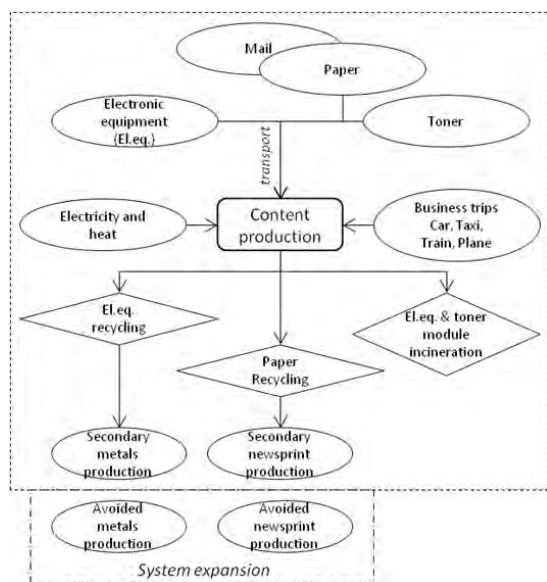 Mail
Paper
Electronic
equipment
(El.eq.)
Toner
transport
Electricity and
heat
Content
production
Business trips
Car, Taxi,
Train, Plane
El.eq.
recycling
Paper
Recycling
El.eq. & toner
module
incineration
Secondary
metals
production
Secondary
newsprint
production
Avoided
metals
production
Avoided
newsprint
production
System expansion